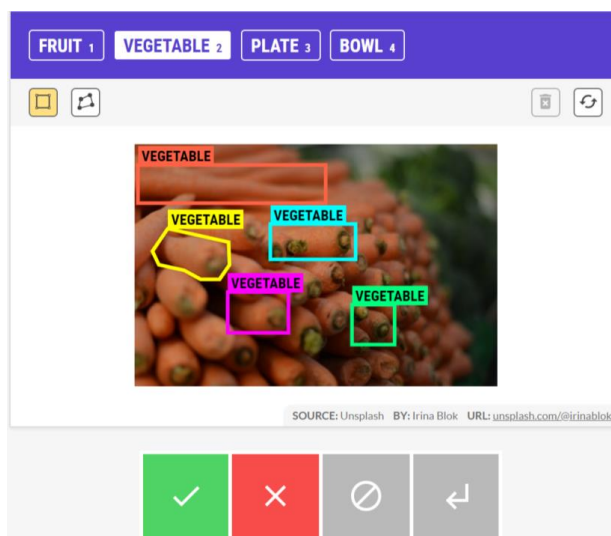 FRUIT 1 VEGETABLE 2 PLATE 3 BOWL 4
VEGETABLE
VEGETABLE
VEGETABLE
VEGETABLE
VEGETABLE
SOURCE: Unsplash BY: Irina Blok URL: unsplash.com/@irinablok